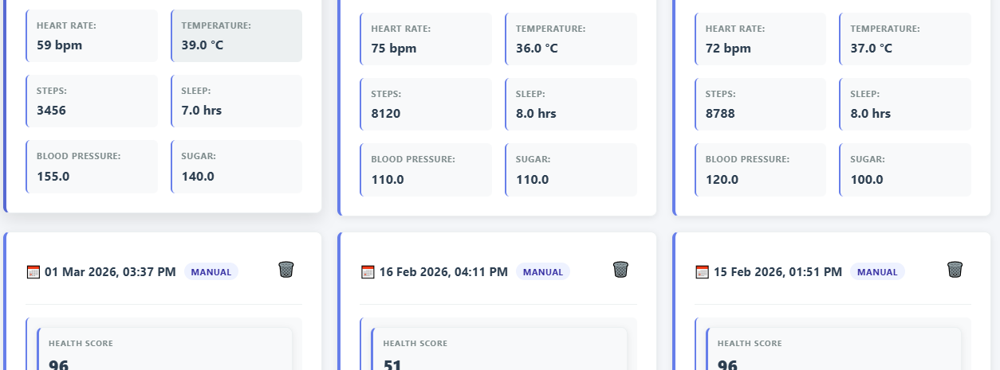 HEART RATE:
59 bpm
TEMPERATURE:
39.0 °C
STEPS:
3456
SLEEP:
7.0 hrs
BLOOD PRESSURE:
155.0
SUGAR:
140.0
HEART RATE:
75 bpm
TEMPERATURE:
36.0 °C
STEPS:
8120
SLEEP:
8.0 hrs
BLOOD PRESSURE:
110.0
SUGAR:
110.0
HEART RATE:
72 bpm
TEMPERATURE:
37.0 °C
STEPS:
8788
SLEEP:
8.0 hrs
BLOOD PRESSURE:
120.0
SUGAR:
100.0
01 Mar 2026, 03:37 PM MANUAL
HEALTH SCORE
96
16 Feb 2026, 04:11 PM MANUAL
HEALTH SCORE
51
15 Feb 2026, 01:51 PM MANUAL
HEALTH SCORE
96